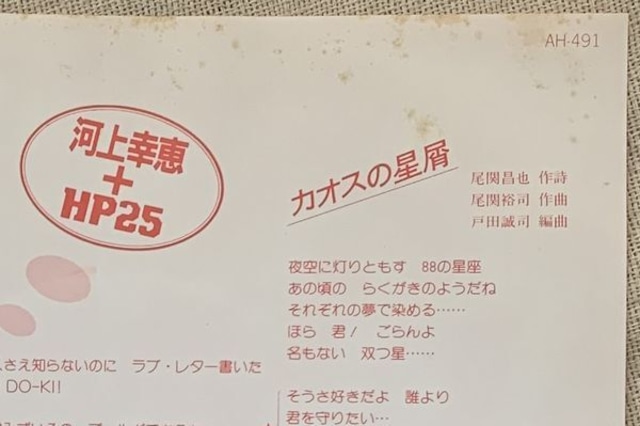 AH-491
河上幸恵
+
HP25
カオスの星屑
尾関昌也 作詩
尾関裕司 作曲
戸田誠司 編曲
夜空に灯りともす 88の星座
あの頃の らくがきのようだね
それぞれの夢で染める……
ほら 君! ごらんよ
名もない 双つ星……
そうさ好きだよ 誰より
君を守りたい…
さえ知らないのに ラブ・レター書いた
DO-KI!